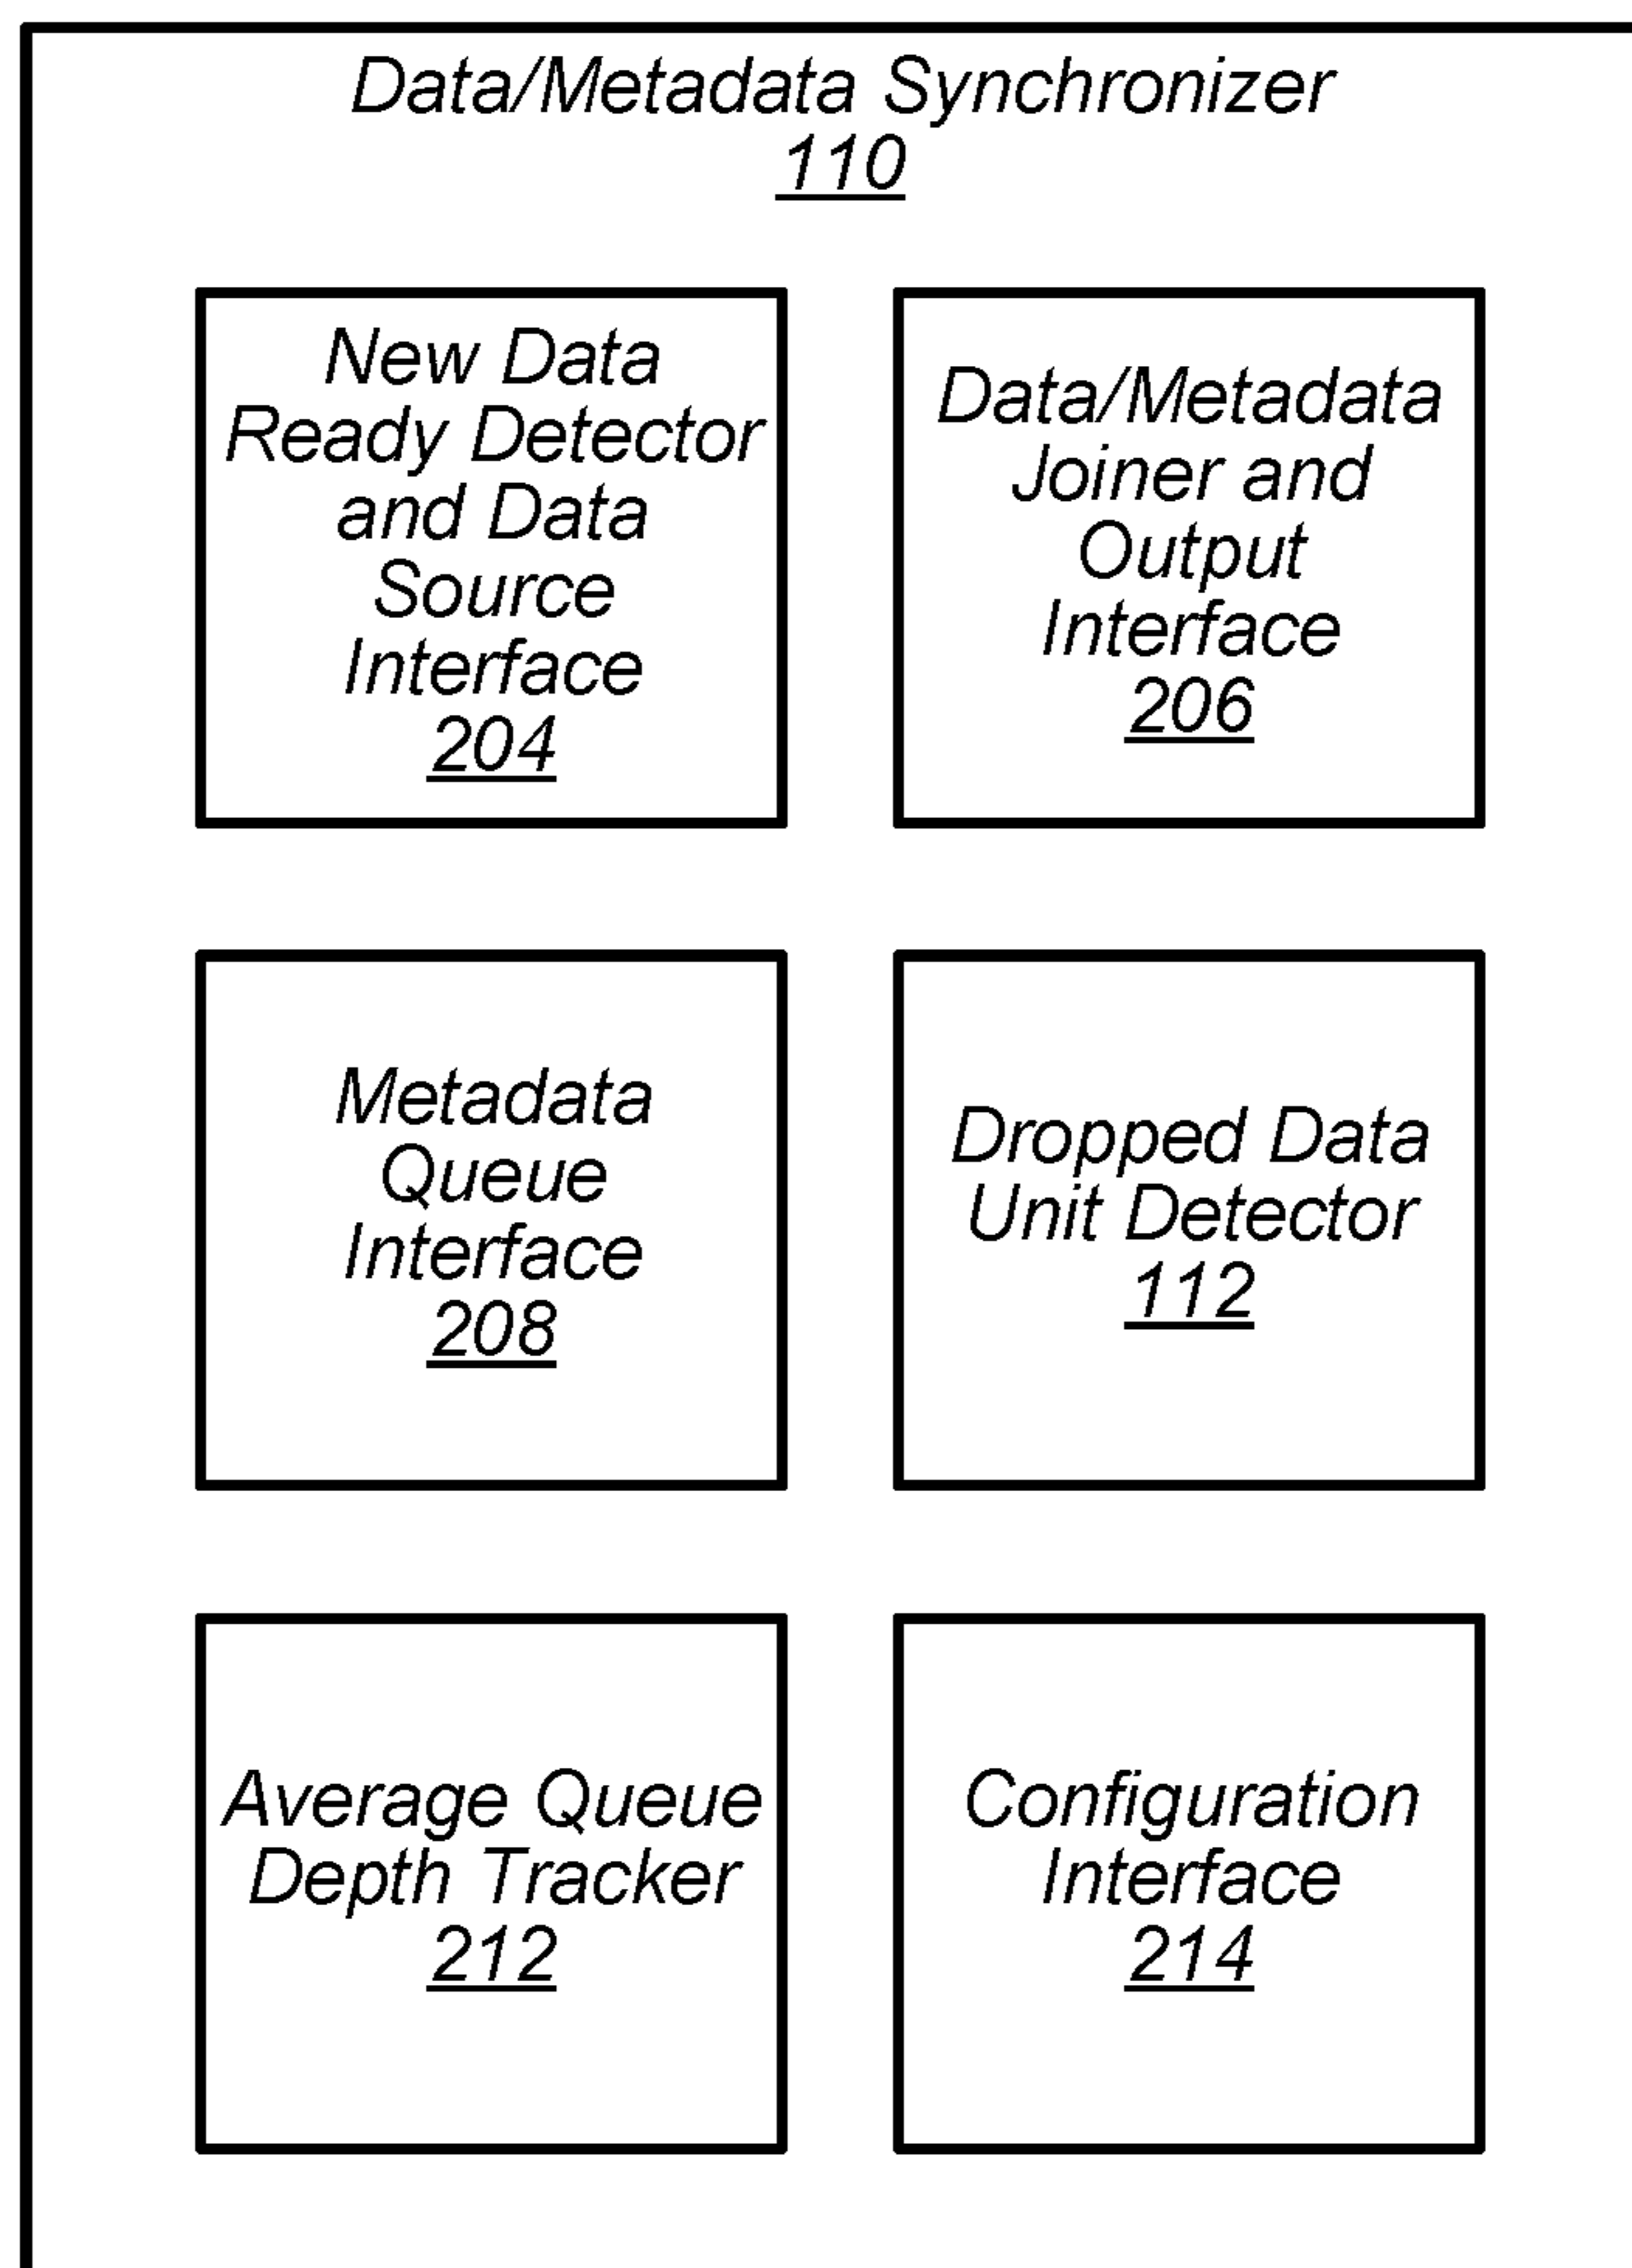 Data/Metadata Synchronizer
110
New Data
Ready Detector
and Data
Source
Interface
204
Data/Metadata
Joiner and
Output
Interface
206
Metadata
Queue
Interface
208
Dropped Data
Unit Detector
112
Average Queue
Depth Tracker
212
Configuration
Interface
214